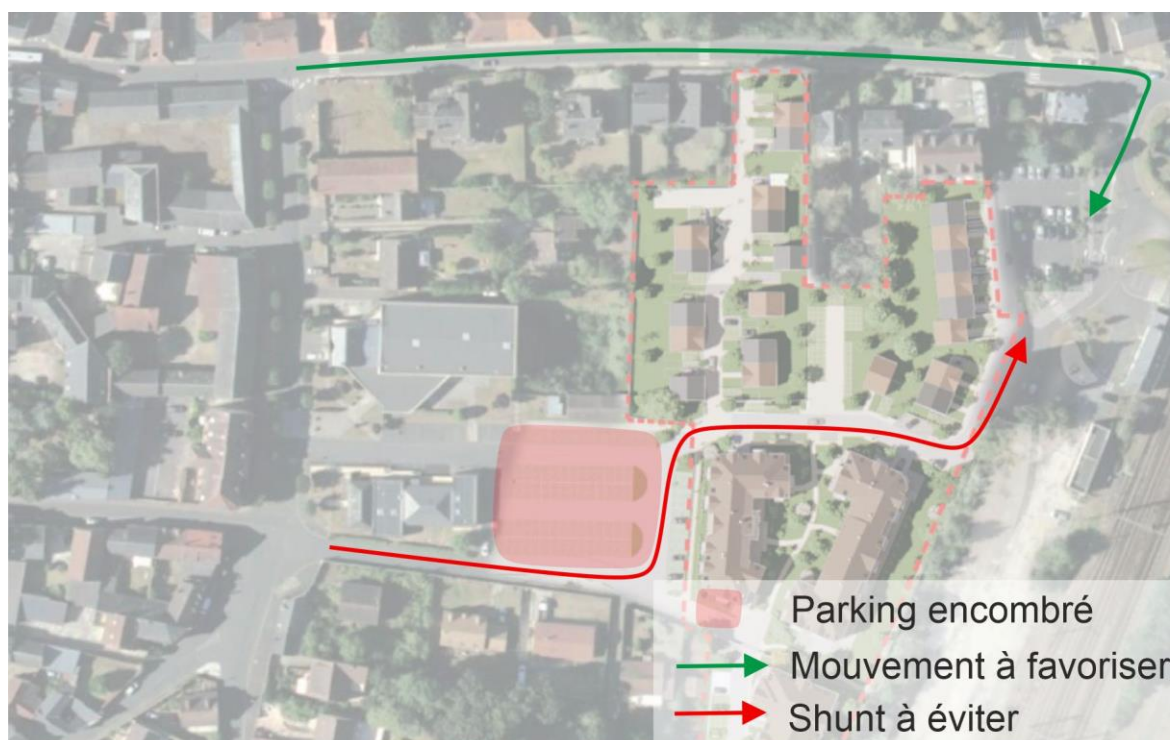 Parking encombré
Mouvement à favoriser
Shunt à éviter